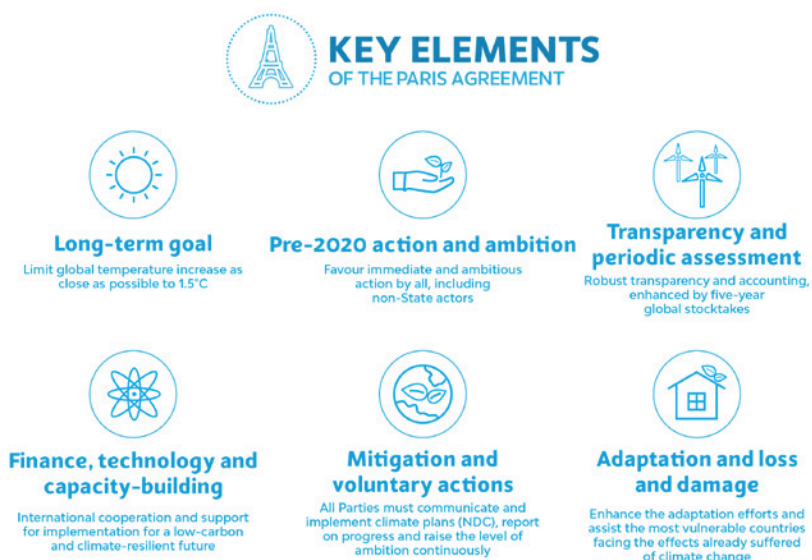 KEY ELEMENTS
OF THE PARIS AGREEMENT
Long-term goal
Limit global temperature increase as
close as possible to 1.5°C
Pre-2020 action and ambition
Favour immediate and ambitious
action by all, including
non-State actors
Transparency and
periodic assessment
Robust transparency and accounting,
enhanced by five-year
global stocktakes
Finance, technology and
capacity-building
International cooperation and support
for implementation for a low-carbon
and climate-resilient future
Mitigation and
voluntary actions
All Parties must communicate and
implement climate plans (NDC), report
on progress and raise the level of
ambition continuously
Adaptation and loss
and damage
Enhance the adaptation efforts and
assist the most vulnerable countries
facing the effects already suffered
of climate change